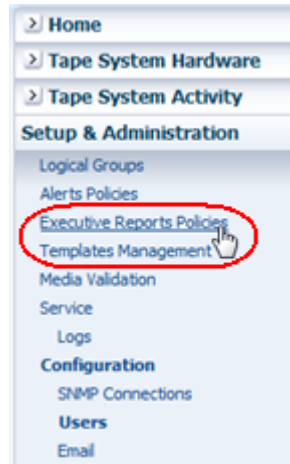 Home
Tape System Hardware
Tape System Activity
Setup & Administration
Logical Groups
Alerts Policies
Executive Reports Policies
Templates Management
Media Validation
Service
Logs
Configuration
SNMP Connections
Users
Email